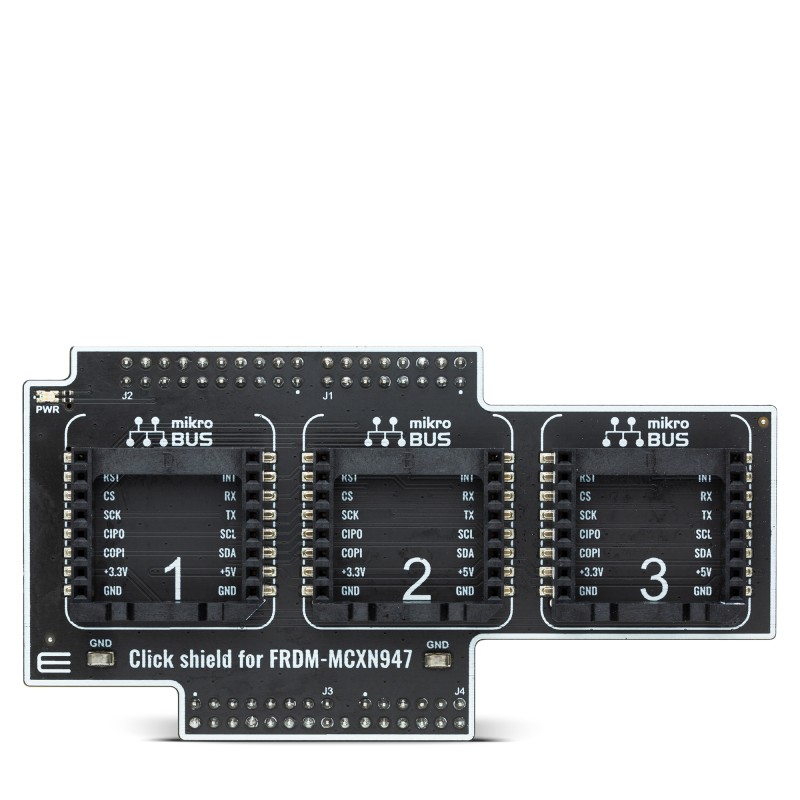 J2
J1
PWR
mikro
BUS
mikro
BUS
mikro
BUS
RST INT
CS RX
SCK TX
CIPO SCL
COPI SDA
+3.3V +5V
GND GND
1
RST INT
CS RX
SCK TX
CIPO SCL
COPI SDA
+3.3V +5V
GND GND
2
RST INT
CS RX
SCK TX
CIPO SCL
COPI SDA
+3.3V +5V
GND GND
3
GND
Click shield for FRDM-MCXN947
GND
J3
J4